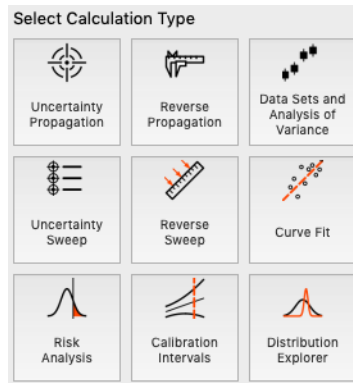 Select Calculation Type
Uncertainty
Propagation
Reverse
Propagation
Data Sets and
Analysis of
Variance
Uncertainty
Sweep
Reverse
Sweep
Curve Fit
Risk
Analysis
Calibration
Intervals
Distribution
Explorer